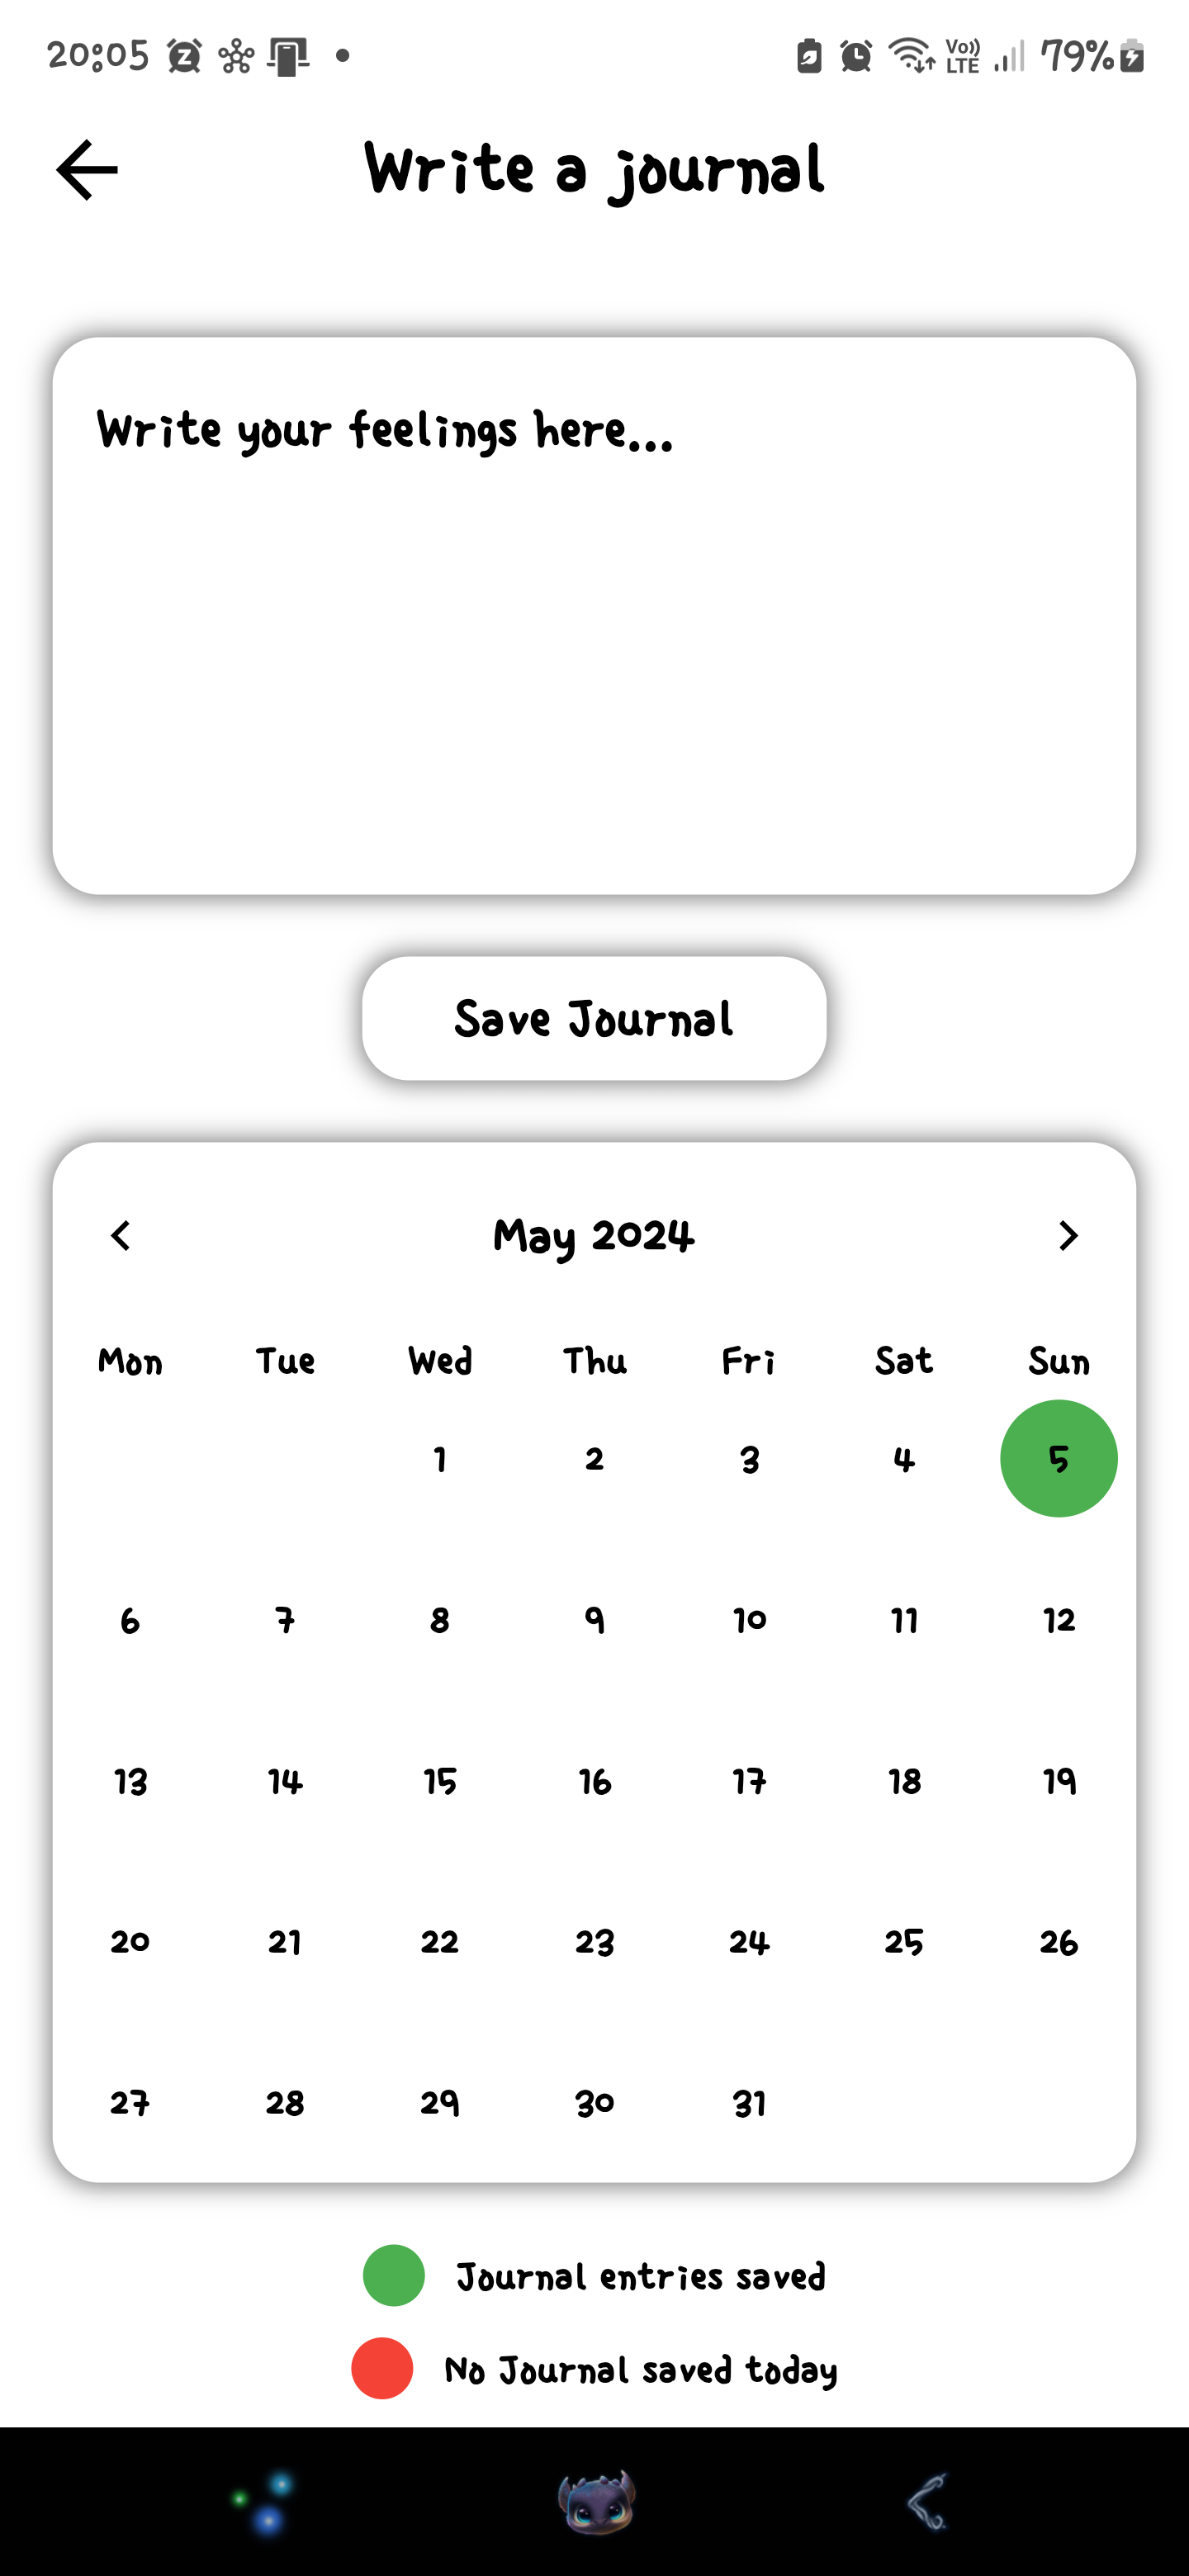 20:05 Vo)) LTE 79%
Write a journal
Write your feelings here...
Save Journal
May 2024
Mon Tue Wed Thu Fri Sat Sun
1 2 3 4 5
6 7 8 9 10 11 12
13 14 15 16 17 18 19
20 21 22 23 24 25 26
27 28 29 30 31
Journal entries saved
No Journal saved today